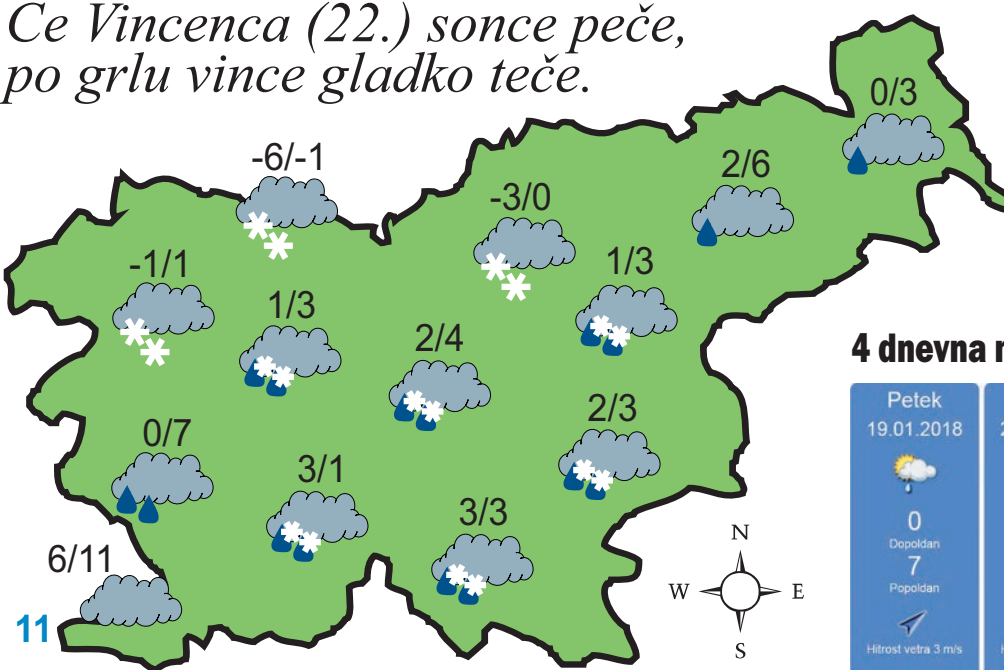 Če Vincenca (22.) sonce peče,
po grlu vince gladko teče.
0/3
-6/-1
2/6
-3/0
-1/1
1/3
1/3
2/4
2/3
0/7
3/1
3/3
6/11
11
N
W
E
S
4 dnevna
Petek
19.01.2018
0
Dopoldan
7
Popoldan
Hitrost vetra 3 m/s